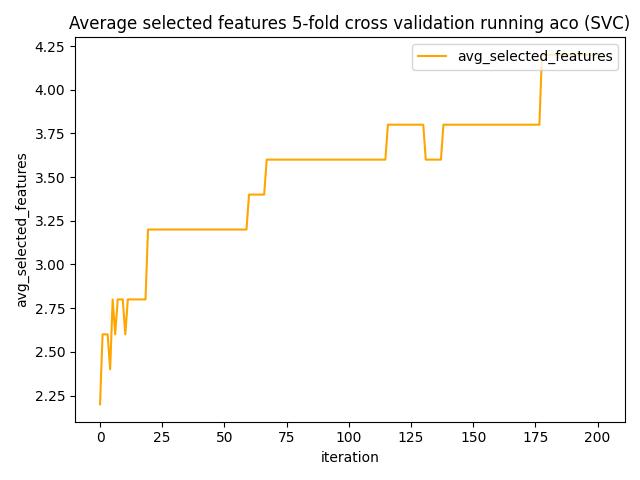 Average selected features 5-fold cross validation running aco (SVC)
avg_selected_features
4.25
4.00
3.75
3.50
3.25
3.00
2.75
2.50
2.25
avg_selected_features
0 25 50 75 100 125 150 175 200
iteration